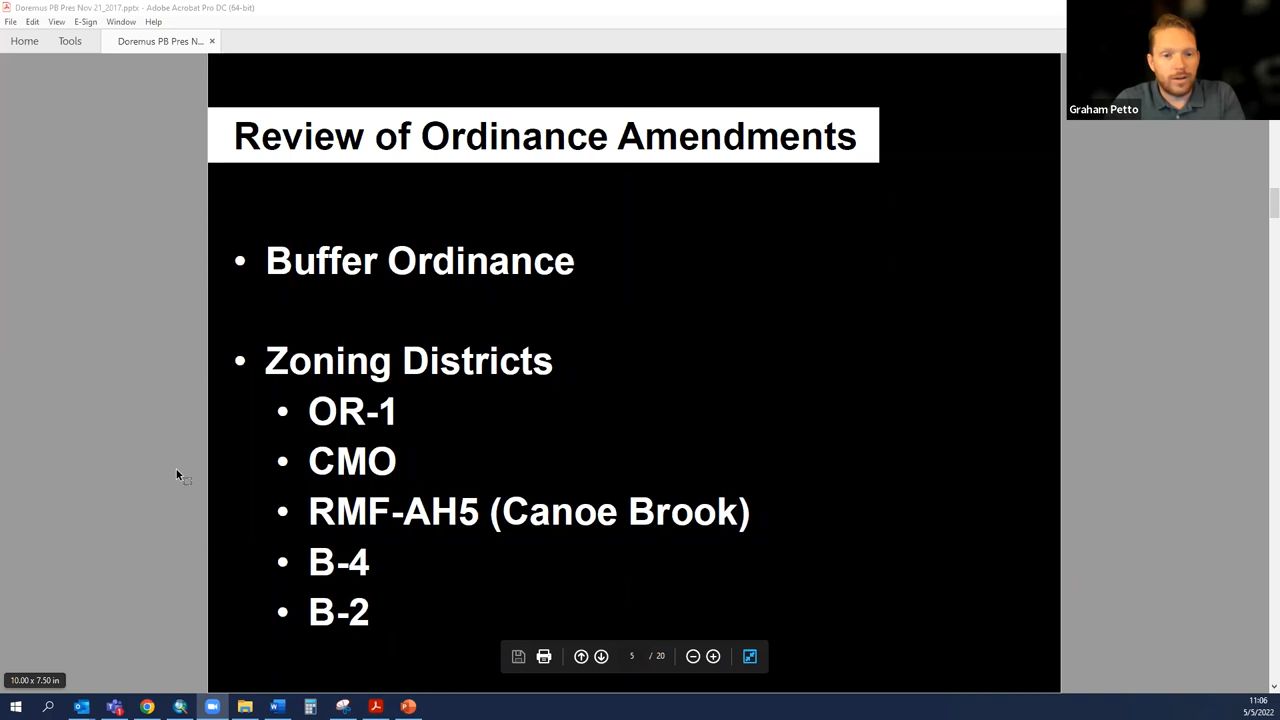 Doremus PB Pres Nov 21_2017.pptx - Adobe Acrobat Pro DC (64-bit)
File Edit View E-Sign Window Help
Home Tools Doremus PB Pres N... ×
Graham Petto
Review of Ordinance Amendments
• Buffer Ordinance
• Zoning Districts
• OR-1
• CMO
• RMF-AH5 (Canoe Brook)
• B-4
• B-2
5 / 20
10.00 x 7.50 in
11:06
5/5/2022